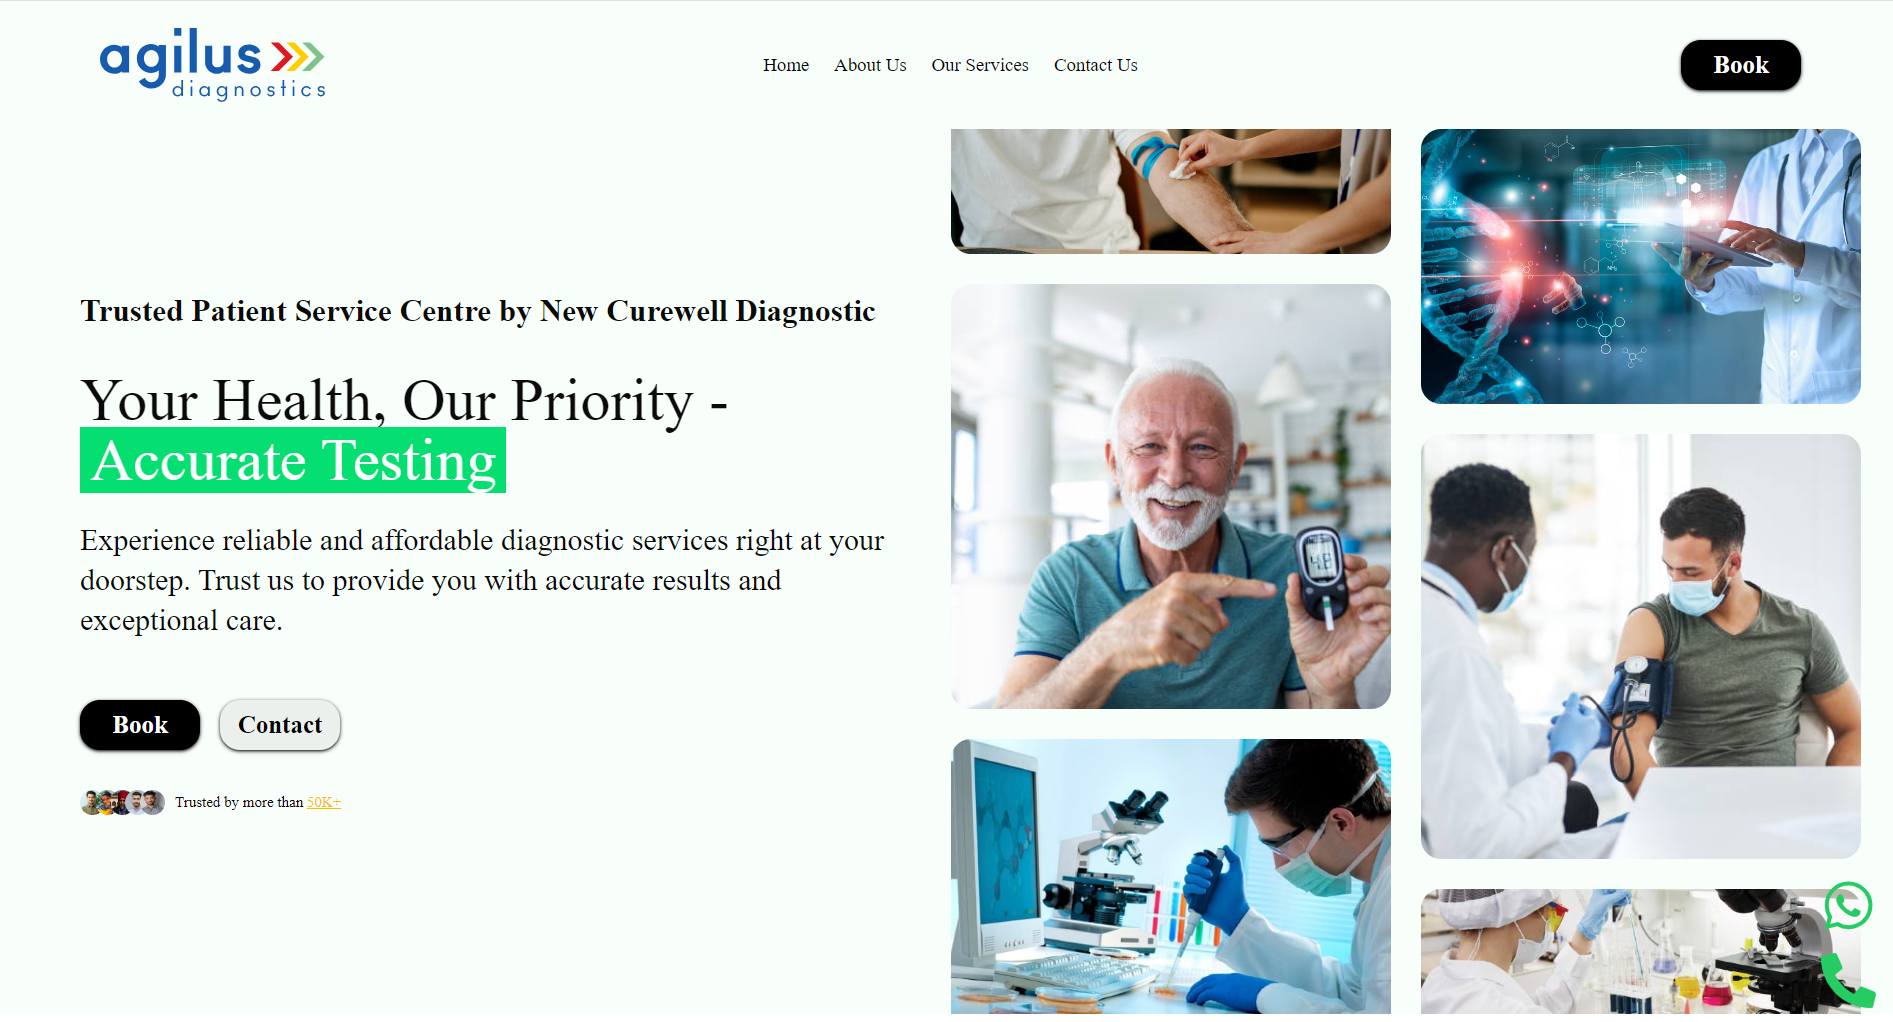 agilus
diagnostics
Home About Us Our Services Contact Us
Book
Trusted Patient Service Centre by New Curewell Diagnostic
Your Health, Our Priority -
Accurate Testing
Experience reliable and affordable diagnostic services right at your
doorstep. Trust us to provide you with accurate results and
exceptional care.
Book Contact
Trusted by more than 50K+